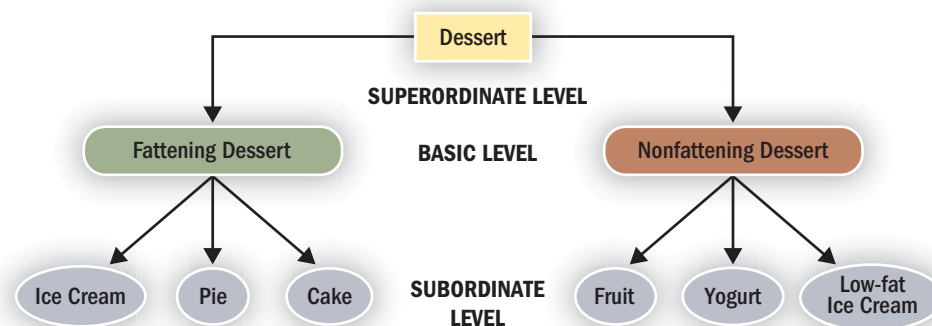 Dessert
SUPERORDINATE LEVEL
Fattening Dessert
BASIC LEVEL
Nonfattening Dessert
Ice Cream
Pie
Cake
SUBORDINATE
LEVEL
Fruit
Yogurt
Low-fat
Ice Cream